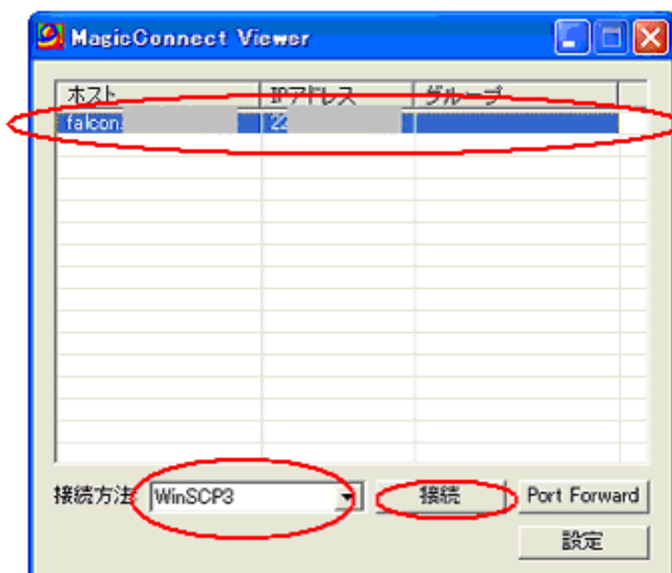 MagicConnect Viewer
ホスト IPアドレス グループ
falcon. 22
接続方法: WinSCP3 接続 Port Forward
設定